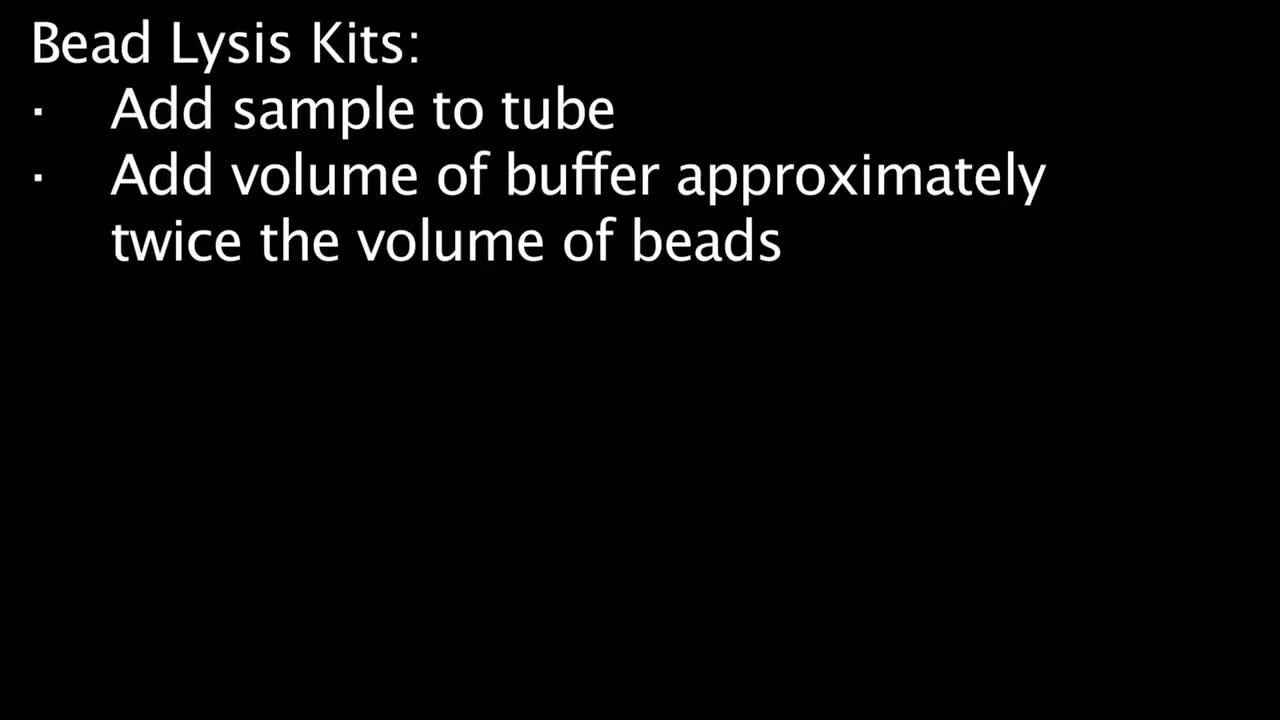 Bead Lysis Kits:
· Add sample to tube
· Add volume of buffer approximately
twice the volume of beads